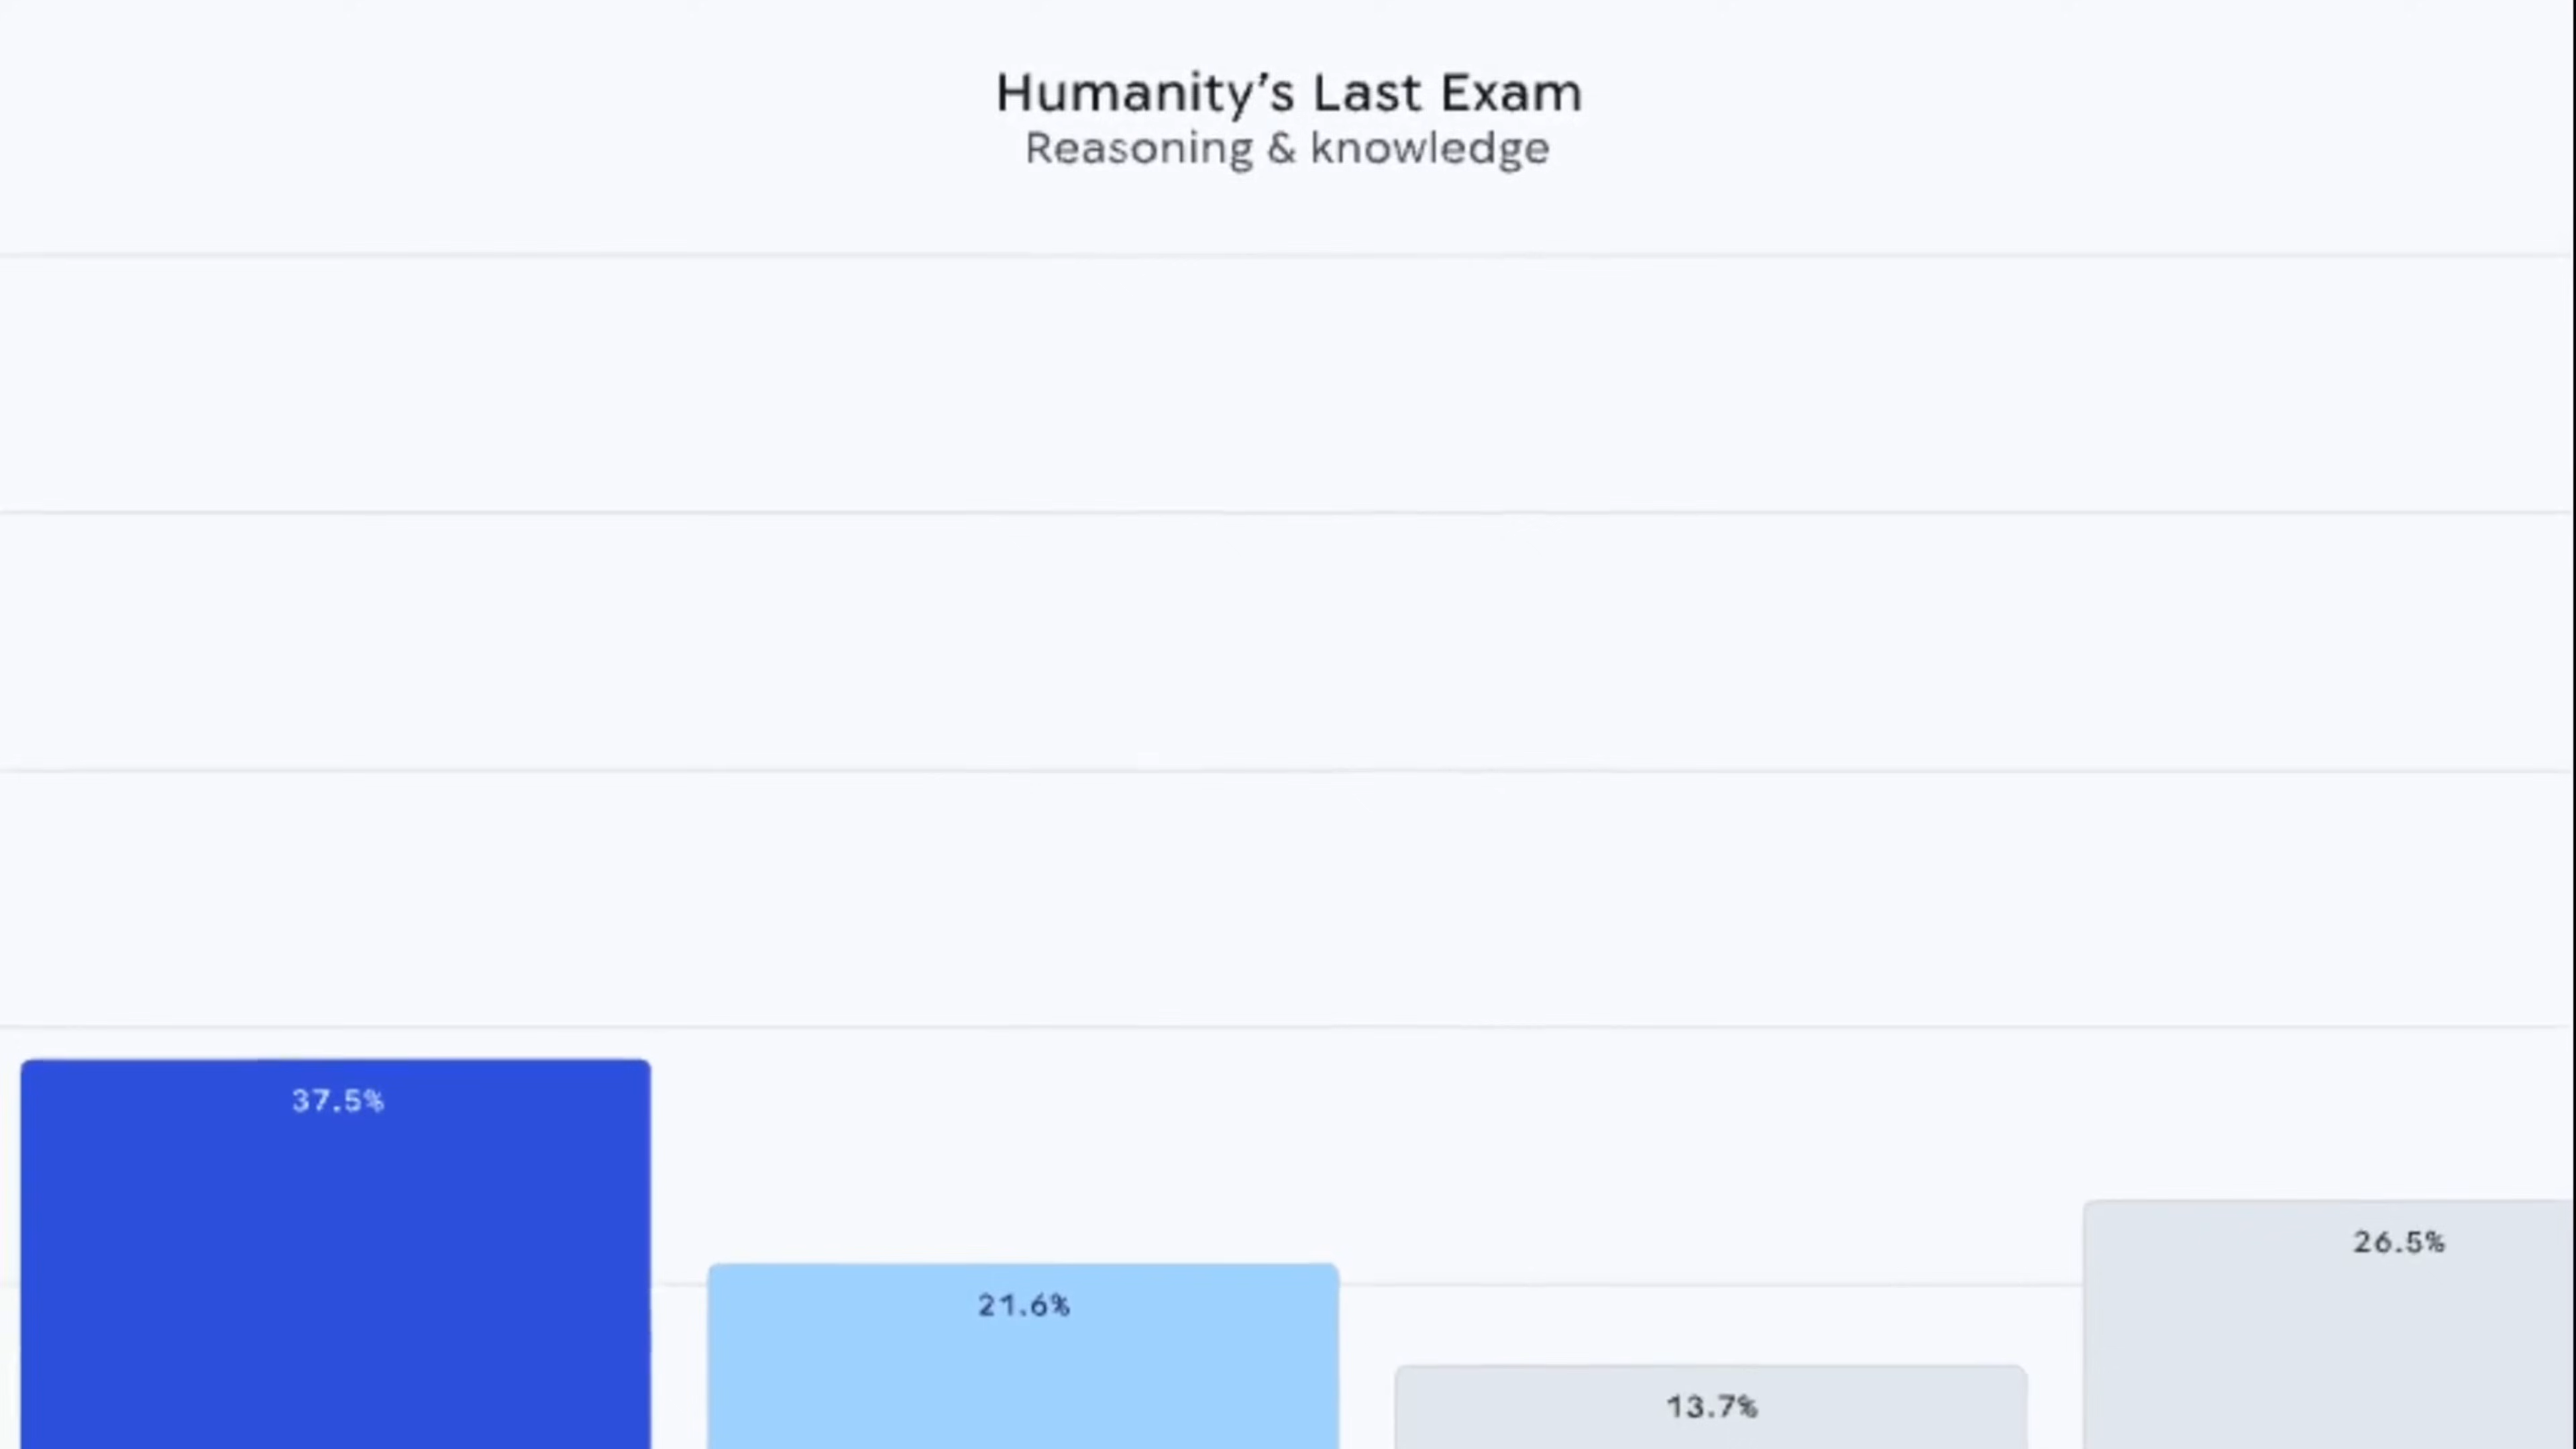 Humanity’s Last Exam
Reasoning & knowledge
37.5%
21.6%
13.7%
26.5%